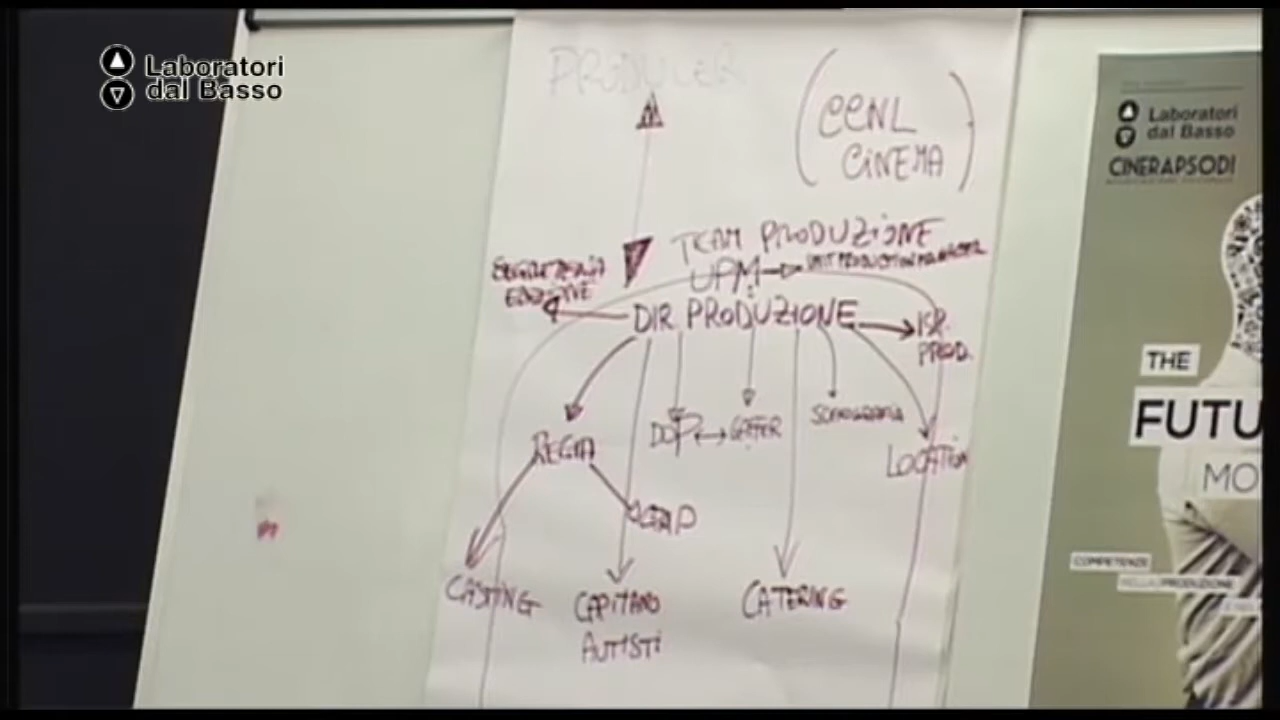 Laboratori
dal Basso
PRODUCER
(CCNL
CINEMA)
TEAM PRODUZIONE
UPM → UNIT PRODUCTION MANAGER
SEGRETERIA
DIR. PRODUZIONE
ISP.
PROD.
REGIA
DOP ↔ GAFFER
SCENOGRAFIA
LOCATION
CASTING
CAPITANO
AUTISTI
CATERING
Laboratori
dal Basso
CINERAPSODI
THE
FUTU
MO
COMPETENZE
NELLA PRODUZIONE